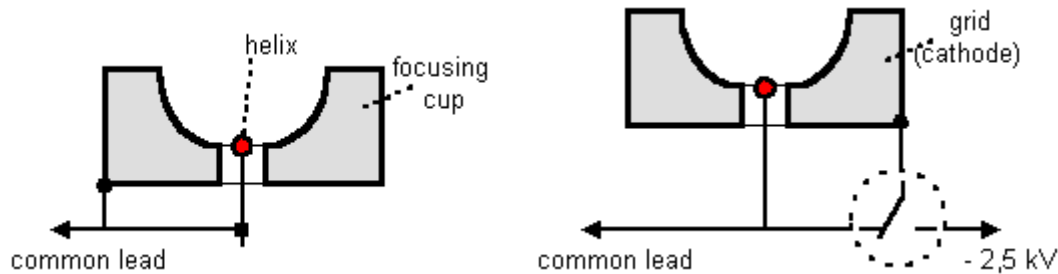 helix
focusing
cup
common lead
grid
(cathode)
common lead
- 2,5 kV